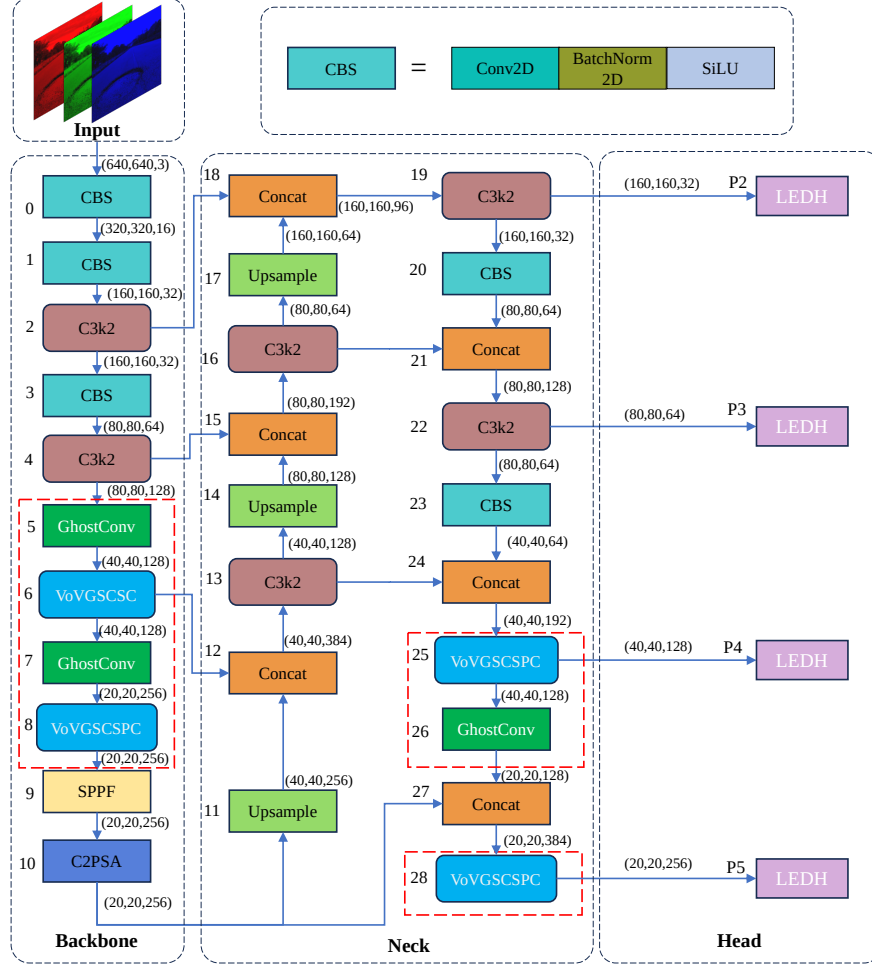 Input
CBS
=
Conv2D
BatchNorm
2D
SiLU
(640,640,3)
0
CBS
(320,320,16)
1
CBS
(160,160,32)
2
C3k2
(160,160,32)
3
CBS
(80,80,64)
4
C3k2
(80,80,128)
5
GhostConv
(40,40,128)
6
VoVGSCSC
(40,40,128)
7
GhostConv
(20,20,256)
8
VoVGSCSPC
(20,20,256)
9
SPPF
(20,20,256)
10
C2PSA
(20,20,256)
Backbone
18
Concat
(160,160,96)
(160,160,64)
17
Upsample
(80,80,64)
16
C3k2
(80,80,192)
15
Concat
(80,80,128)
14
Upsample
(40,40,128)
13
C3k2
(40,40,384)
12
Concat
(40,40,256)
11
Upsample
19
C3k2
(160,160,32)
20
CBS
(80,80,64)
21
Concat
(80,80,128)
22
C3k2
(80,80,64)
23
CBS
(40,40,64)
24
Concat
(40,40,192)
25
VoVGSCSPC
(40,40,128)
26
GhostConv
(20,20,128)
27
Concat
(20,20,384)
28
VoVGSCSPC
Neck
(160,160,32)
P2
LEDH
(80,80,64)
P3
LEDH
(40,40,128)
P4
LEDH
(20,20,256)
P5
LEDH
Head